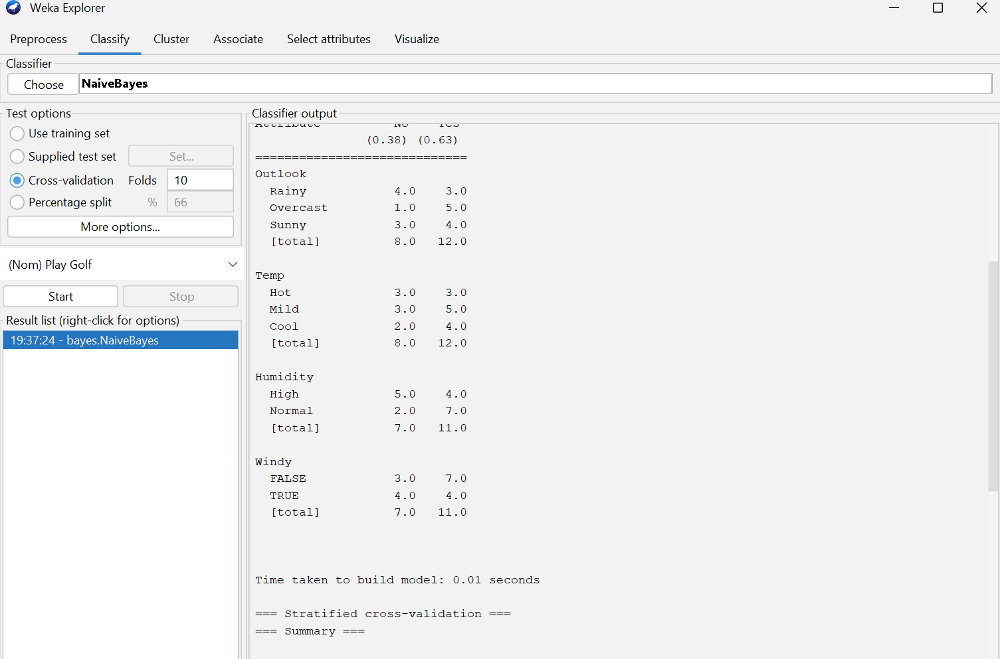 Weka Explorer
Preprocess Classify Cluster Associate Select attributes Visualize
Classifier
Choose NaiveBayes
Test options
Use training set
Supplied test set Set...
Cross-validation Folds 10
Percentage split % 66
More options...
(Nom) Play Golf
Start Stop
Result list (right-click for options)
19:37:24 - bayes.NaiveBayes
Classifier output
Attribute No Yes
(0.38) (0.63)
=============================
Outlook
Rainy 4.0 3.0
Overcast 1.0 5.0
Sunny 3.0 4.0
[total] 8.0 12.0
Temp
Hot 3.0 3.0
Mild 3.0 5.0
Cool 2.0 4.0
[total] 8.0 12.0
Humidity
High 5.0 4.0
Normal 2.0 7.0
[total] 7.0 11.0
Windy
FALSE 3.0 7.0
TRUE 4.0 4.0
[total] 7.0 11.0
Time taken to build model: 0.01 seconds
=== Stratified cross-validation ===
=== Summary ===